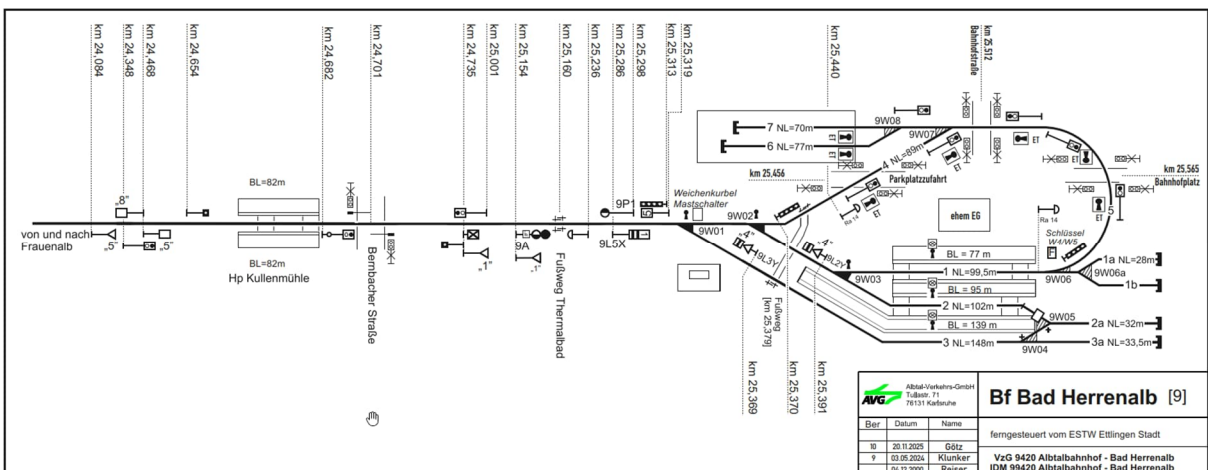 km 24,084
km 24,348
km 24,468
km 24,654
km 24,682
km 24,701
km 24,735
km 25,001
km 25,154
km 25,160
km 25,236
km 25,286
km 25,298
km 25,313
km 25,319
km 25,440
km 25,512
Bahnhofstraße
7 NL=70m
ET
9W08
9W07
ET
ET
6 NL=77m
ET
4 NL=89m
ET
ET
km 25,456
Parkplatzzufahrt
km 25,565
Bahnhofplatz
BL=82m
Weichenkurbel
Mastschalter
9P1
5
ET
Ra 14
ehem EG
Ra 14
5
„8"
9W02
Schlüssel
W4/W5
von und nach
Frauenalb
„5"
„5"
„1"
9A
„1"
9L5X
9W01
„4"
9L3Y
„4"
9L2Y
9W03
BL = 77 m
1 NL=99,5m
9W06
9W06a
1a NL=28m
1b
BL=82m
Hp Kullenmühle
Bernbacher Straße
Fußweg Thermalbad
Fußweg
[km 25,379]
BL = 95 m
2 NL=102m
9W05
2a NL=32m
BL = 139 m
3 NL=148m
9W04
3a NL=33,5m
km 25,369
km 25,370
km 25,391
AVG
Albtal-Verkehrs-GmbH
Tullastr. 71
76131 Karlsruhe
Bf Bad Herrenalb [9]
Ber Datum Name
ferngesteuert vom ESTW Ettlingen Stadt
10 20.11.2025 Götz
9 03.05.2024 Klunker
VzG 9420 Albtalbahnhof - Bad Herrenalb
IDM 99420 Albtalbahnhof - Bad Herrenalb